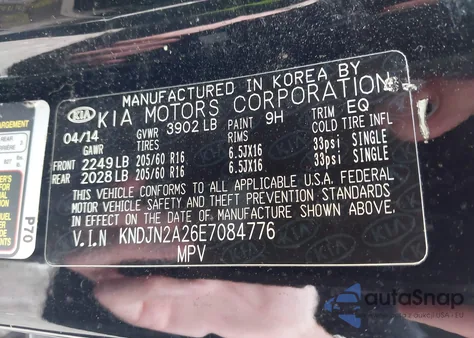 MANUFACTURED IN KOREA BY
KIA KIA MOTORS CORPORATION
04/14 GVWR 3902 LB PAINT 9H TRIM EQ
GAWR TIRES RIMS COLD TIRE INFL
FRONT 2249 LB 205/60 R16 6.5JX16 33psi SINGLE
REAR 2028 LB 205/60 R16 6.5JX16 33psi SINGLE
THIS VEHICLE CONFORMS TO ALL APPLICABLE U.S.A. FEDERAL
MOTOR VEHICLE SAFETY AND THEFT PREVENTION STANDARDS
IN EFFECT ON THE DATE OF MANUFACTURE SHOWN ABOVE.
V.I.N KNDJN2A26E7084776
MPV
P70
autoSnap